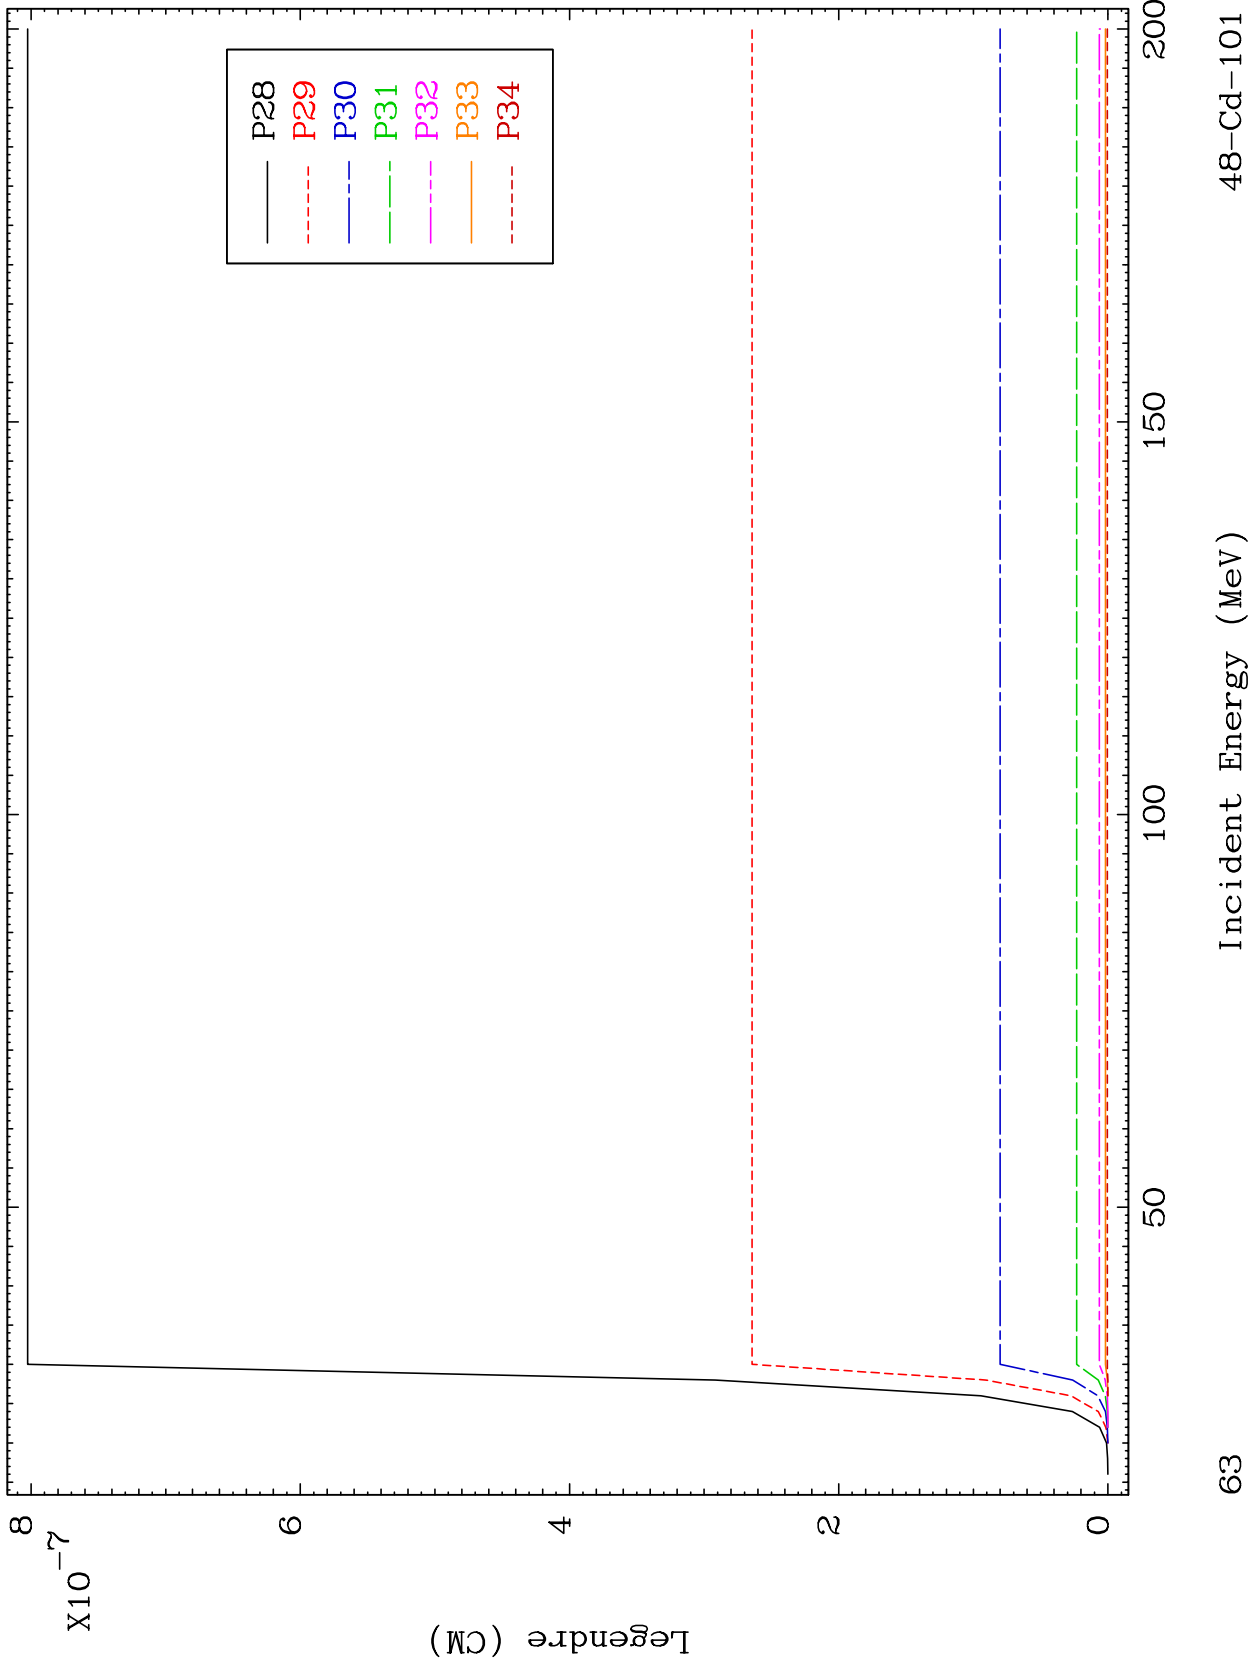 8
6
4
2
0
X10
-7
Legendre (CM)
P28
P29
P30
P31
P32
P33
P34
50
100
150
200
Incident Energy (MeV)
63
48-Cd-101